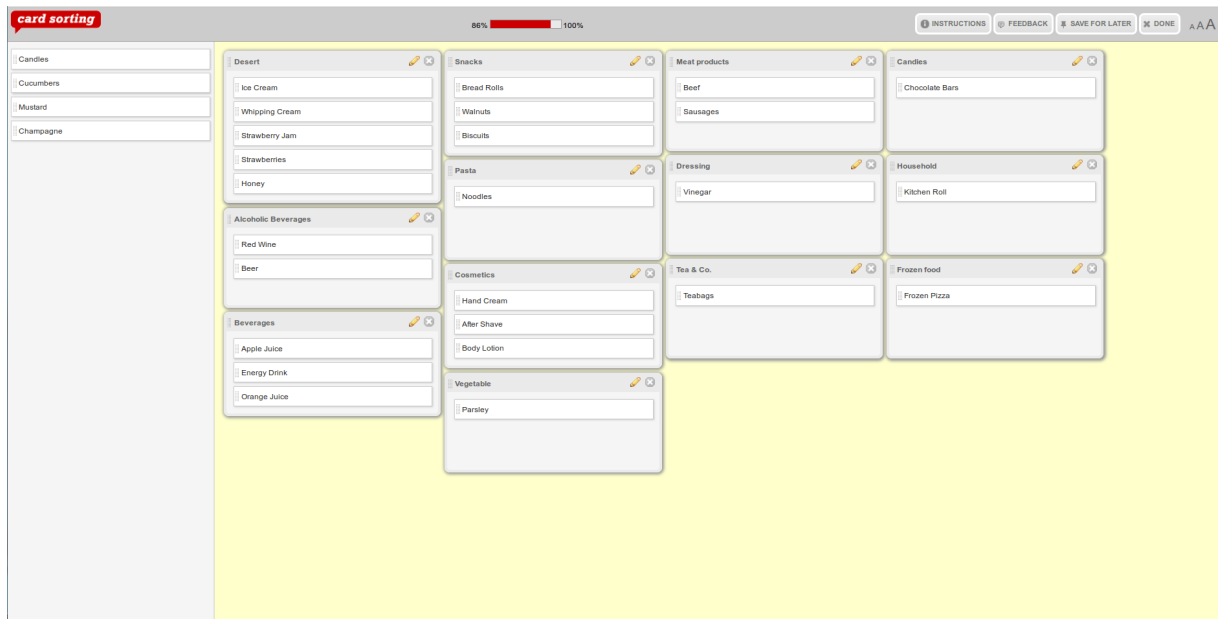 card sorting
86% 100%
INSTRUCTIONS
FEEDBACK
SAVE FOR LATER
DONE
A A A
Candles
Cucumbers
Mustard
Champagne
Desert
Ice Cream
Whipping Cream
Strawberry Jam
Strawberries
Honey
Alcoholic Beverages
Red Wine
Beer
Beverages
Apple Juice
Energy Drink
Orange Juice
Snacks
Bread Rolls
Walnuts
Biscuits
Pasta
Noodles
Cosmetics
Hand Cream
After Shave
Body Lotion
Vegetable
Parsley
Meat products
Beef
Sausages
Dressing
Vinegar
Tea & Co.
Teabags
Candies
Chocolate Bars
Household
Kitchen Roll
Frozen food
Frozen Pizza